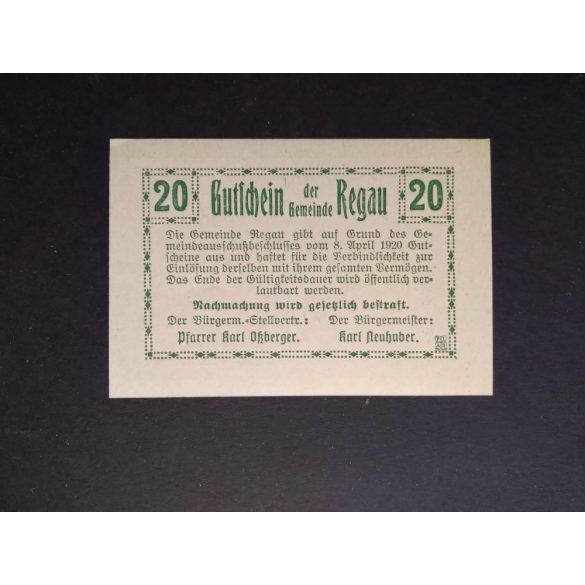 20 Gutschein der Gemeinde Regau 20
Die Gemeinde Regau gibt auf Grund des Ge-
meindeausschußbeschlusses vom 8. April 1920 Gut-
scheine aus und haftet für die Verbindlichkeit zur
Einlösung derselben mit ihrem gesamten Vermögen.
Das Ende der Gültigkeitsdauer wird öffentlich ver-
lautbart werden.
Nachmachung wird gesetzlich bestraft.
Der Bürgerm.-Stellvertr.: Der Bürgermeister:
Pfarrer Karl Oßberger. Karl Neuhuber.